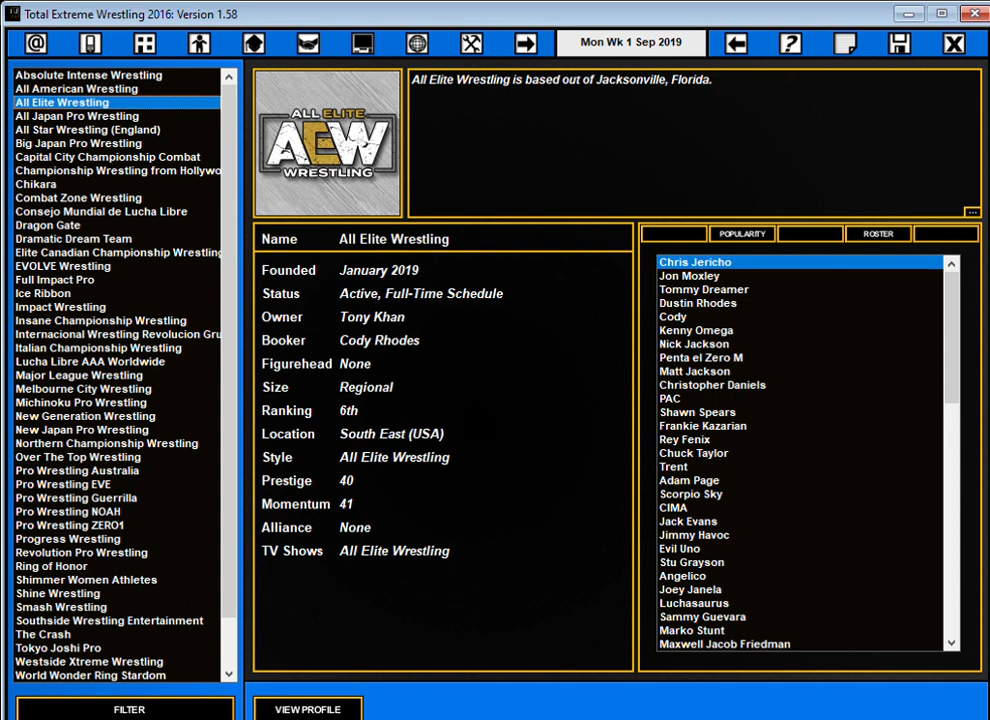 Total Extreme Wrestling 2016: Version 1.58
Mon Wk 1 Sep 2019
Absolute Intense Wrestling
All American Wrestling
All Elite Wrestling
All Japan Pro Wrestling
All Star Wrestling (England)
Big Japan Pro Wrestling
Capital City Championship Combat
Championship Wrestling from Hollywo
Chikara
Combat Zone Wrestling
Consejo Mundial de Lucha Libre
Dragon Gate
Dramatic Dream Team
Elite Canadian Championship Wrestling
EVOLVE Wrestling
Full Impact Pro
Ice Ribbon
Impact Wrestling
Insane Championship Wrestling
Internacional Wrestling Revolucion Gru
Italian Championship Wrestling
Lucha Libre AAA Worldwide
Major League Wrestling
Melbourne City Wrestling
Michinoku Pro Wrestling
New Generation Wrestling
New Japan Pro Wrestling
Northern Championship Wrestling
Over The Top Wrestling
Pro Wrestling Australia
Pro Wrestling EVE
Pro Wrestling Guerrilla
Pro Wrestling NOAH
Pro Wrestling ZERO1
Progress Wrestling
Revolution Pro Wrestling
Ring of Honor
Shimmer Women Athletes
Shine Wrestling
Smash Wrestling
Southside Wrestling Entertainment
The Crash
Tokyo Joshi Pro
Westside Xtreme Wrestling
World Wonder Ring Stardom
FILTER
ALL ELITE
AEW
WRESTLING
All Elite Wrestling is based out of Jacksonville, Florida.
...
Name All Elite Wrestling
Founded January 2019
Status Active, Full-Time Schedule
Owner Tony Khan
Booker Cody Rhodes
Figurehead None
Size Regional
Ranking 6th
Location South East (USA)
Style All Elite Wrestling
Prestige 40
Momentum 41
Alliance None
TV Shows All Elite Wrestling
POPULARITY ROSTER
Chris Jericho
Jon Moxley
Tommy Dreamer
Dustin Rhodes
Cody
Kenny Omega
Nick Jackson
Penta el Zero M
Matt Jackson
Christopher Daniels
PAC
Shawn Spears
Frankie Kazarian
Rey Fenix
Chuck Taylor
Trent
Adam Page
Scorpio Sky
CIMA
Jack Evans
Jimmy Havoc
Evil Uno
Stu Grayson
Angelico
Joey Janela
Luchasaurus
Sammy Guevara
Marko Stunt
Maxwell Jacob Friedman
VIEW PROFILE